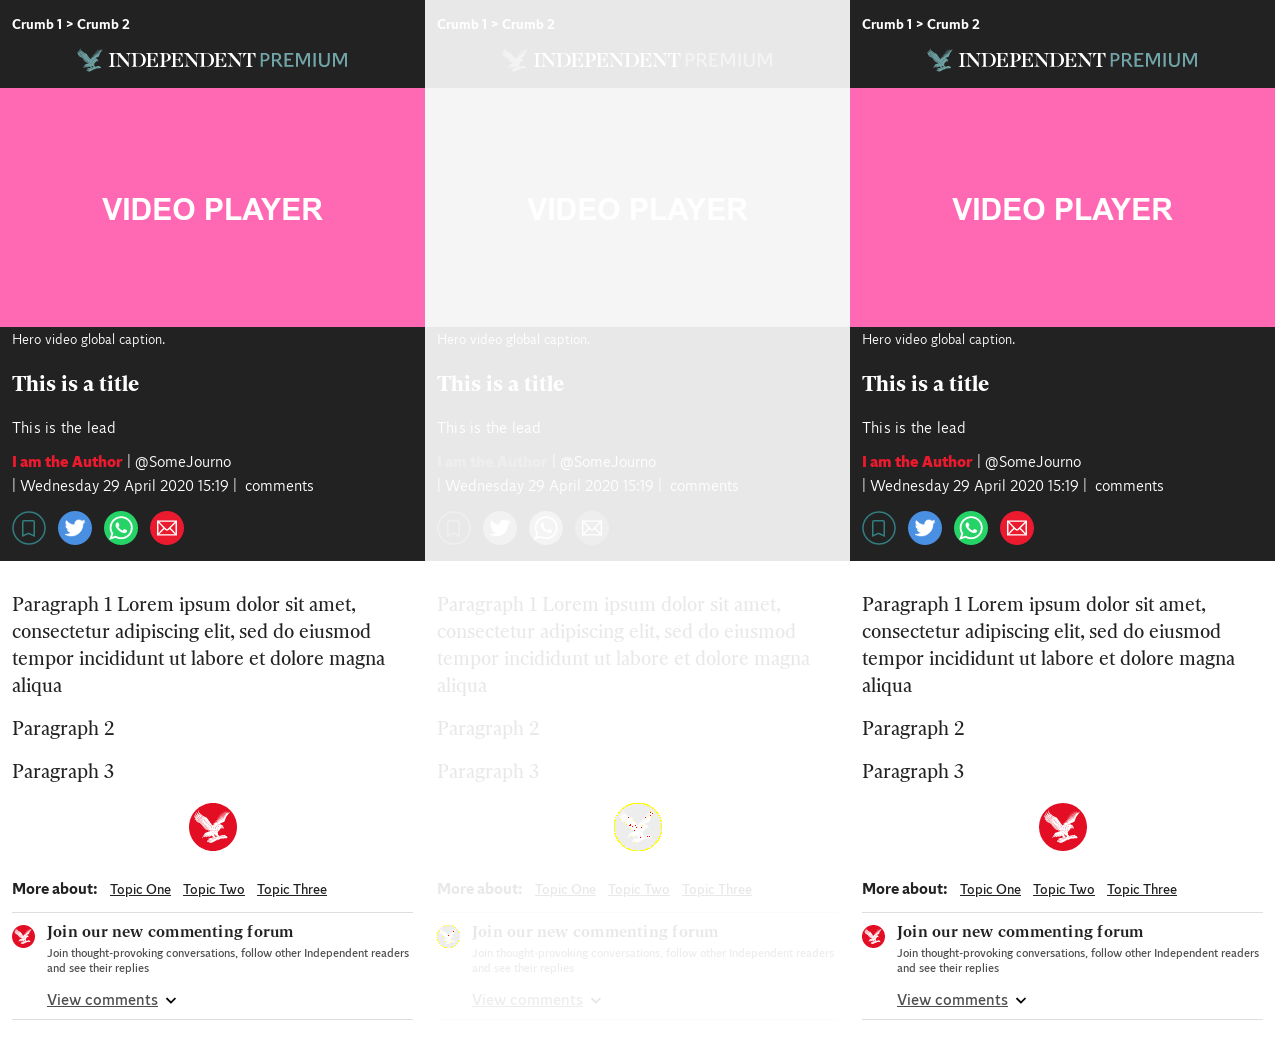 Crumb 1 > Crumb 2
INDEPENDENT PREMIUM
VIDEO PLAYER
Hero video global caption.
This is a title
This is the lead
I am the Author | @SomeJourno
| Wednesday 29 April 2020 15:19 | comments
Paragraph 1 Lorem ipsum dolor sit amet,
consectetur adipiscing elit, sed do eiusmod
tempor incididunt ut labore et dolore magna
aliqua
Paragraph 2
Paragraph 3
More about: Topic One Topic Two Topic Three
Join our new commenting forum
Join thought-provoking conversations, follow other Independent readers
and see their replies
View comments
Crumb 1 > Crumb 2
INDEPENDENT PREMIUM
VIDEO PLAYER
Hero video global caption.
This is a title
This is the lead
I am the Author | @SomeJourno
| Wednesday 29 April 2020 15:19 | comments
Paragraph 1 Lorem ipsum dolor sit amet,
consectetur adipiscing elit, sed do eiusmod
tempor incididunt ut labore et dolore magna
aliqua
Paragraph 2
Paragraph 3
More about: Topic One Topic Two Topic Three
Join our new commenting forum
Join thought-provoking conversations, follow other Independent readers
and see their replies
View comments
Crumb 1 > Crumb 2
INDEPENDENT PREMIUM
VIDEO PLAYER
Hero video global caption.
This is a title
This is the lead
I am the Author | @SomeJourno
| Wednesday 29 April 2020 15:19 | comments
Paragraph 1 Lorem ipsum dolor sit amet,
consectetur adipiscing elit, sed do eiusmod
tempor incididunt ut labore et dolore magna
aliqua
Paragraph 2
Paragraph 3
More about: Topic One Topic Two Topic Three
Join our new commenting forum
Join thought-provoking conversations, follow other Independent readers
and see their replies
View comments